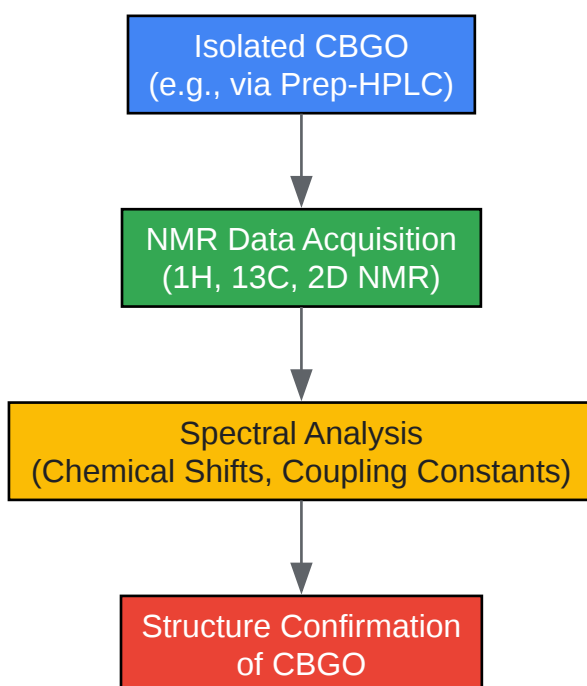 Isolated CBGO
(e.g., via Prep-HPLC)
NMR Data Acquisition
(1H, 13C, 2D NMR)
Spectral Analysis
(Chemical Shifts, Coupling Constants)
Structure Confirmation
of CBGO